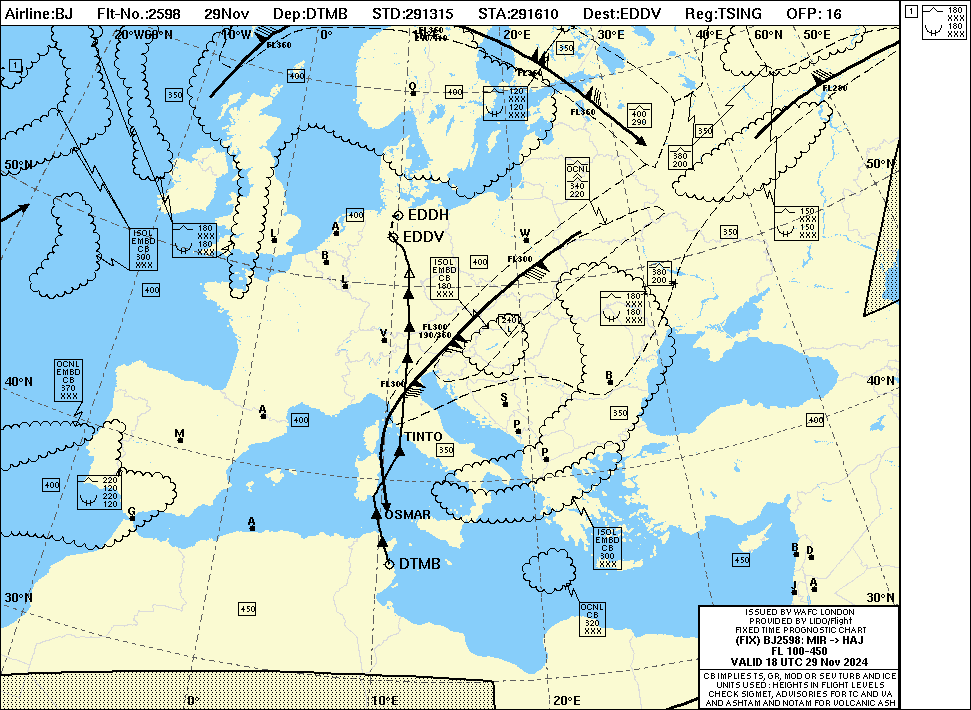 Airline:BJ Flt-No.:2598 29Nov Dep:DTMB STD:291315 STA:291610 Dest:EDDV Reg:TSING OFP: 16
1
180
XXX
180
XXX
20°W60°N 10°W 0° 10°E 20°E 30°E 40°E 60°N 50°E
FL360
FL360
FL360
350
1
400
350
O
400
120
XXX
120
XXX
FL360
FL280
400
290
350
380
200
50°N
50°N
OCNL
340
220
400
EDDH
EDDV
180
XXX
180
XXX
ISOL
EMBD
CB
300
XXX
L
A
B
L
W
150
XXX
150
XXX
350
FL300
400
ISOL
EMBD
CB
180
XXX
380
200
400
180
XXX
180
XXX
240
L
FL300
190/360
V
OCNL
EMBD
CB
370
XXX
40°N
40°N
FL300
B
S
350
A
400
400
M
TINTO
350
P
P
400
220
120
220
120
G
A
OSMAR
DTMB
ISOL
EMBD
CB
300
XXX
450
B
D
J
A
30°N
30°N
450
OCNL
CB
320
XXX
ISSUED BY WAFC LONDON
PROVIDED BY LIDO/Flight
FIXED TIME PROGNOSTIC CHART
(FIX) BJ2598: MIR -> HAJ
FL 100-450
VALID 18 UTC 29 Nov 2024
CB IMPLIES TS, GR, MOD OR SEV TURB AND ICE
UNITS USED : HEIGHTS IN FLIGHT LEVELS
CHECK SIGMET, ADVISORIES FOR TC AND VA
AND ASHTAM AND NOTAM FOR VOLCANIC ASH
0° 10°E 20°E